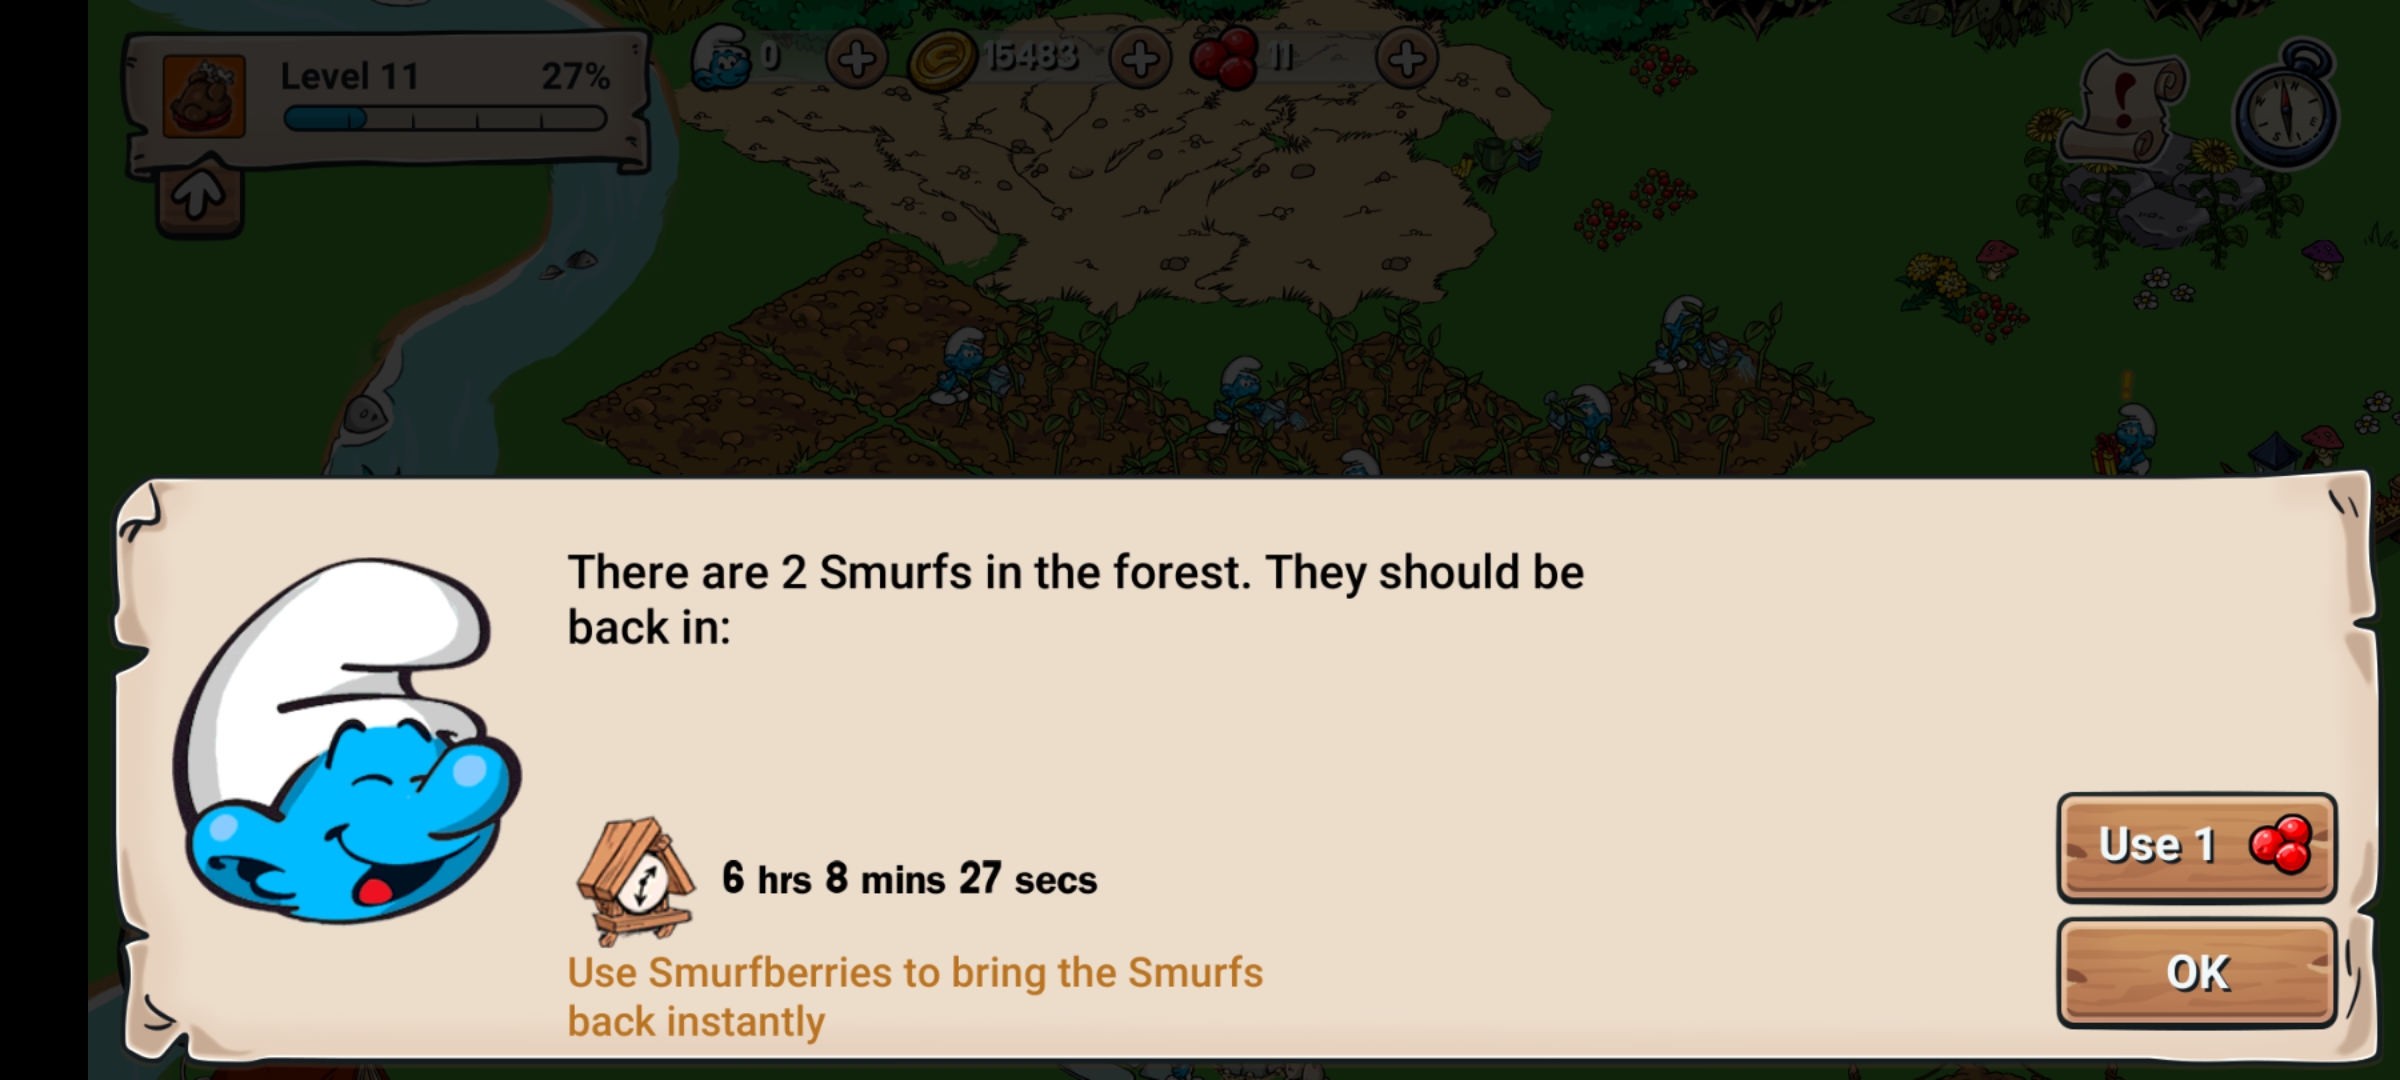 Level 11 27%
0
15483
11
There are 2 Smurfs in the forest. They should be
back in:
6 hrs 8 mins 27 secs
Use Smurfberries to bring the Smurfs
back instantly
Use 1
OK